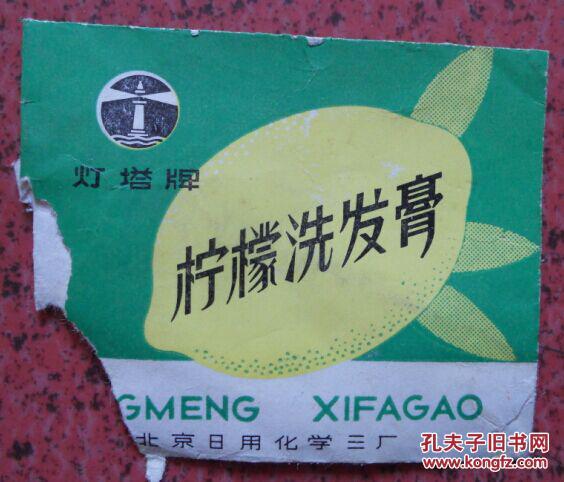 灯塔牌
柠檬洗发膏
GMENG XIFAGAO
北京日用化学三厂
孔夫子旧书网
www.kongfz.com